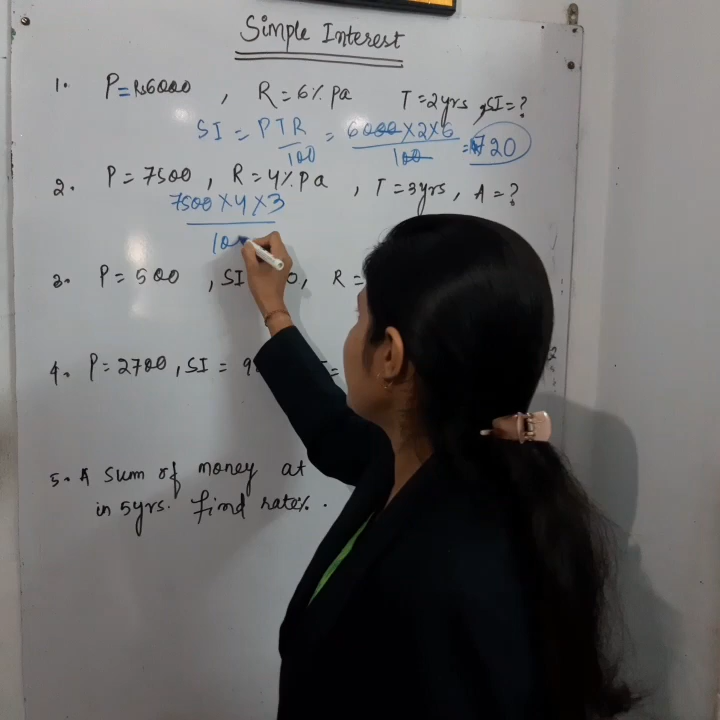 Simple Interest
1. P = Rs6000 , R = 6% pa T = 2yrs , SI = ?
SI = PTR/100 = 6000 X 2 X 6/100 = 720
2. P = 7500 , R = 4% pa , T = 3yrs , A = ?
7500 X 4 X 3
10
3. P = 500 , SI 0, R =
4. P = 2700 , SI = 9 =
5. A sum of money at
in 5yrs. find rate%.